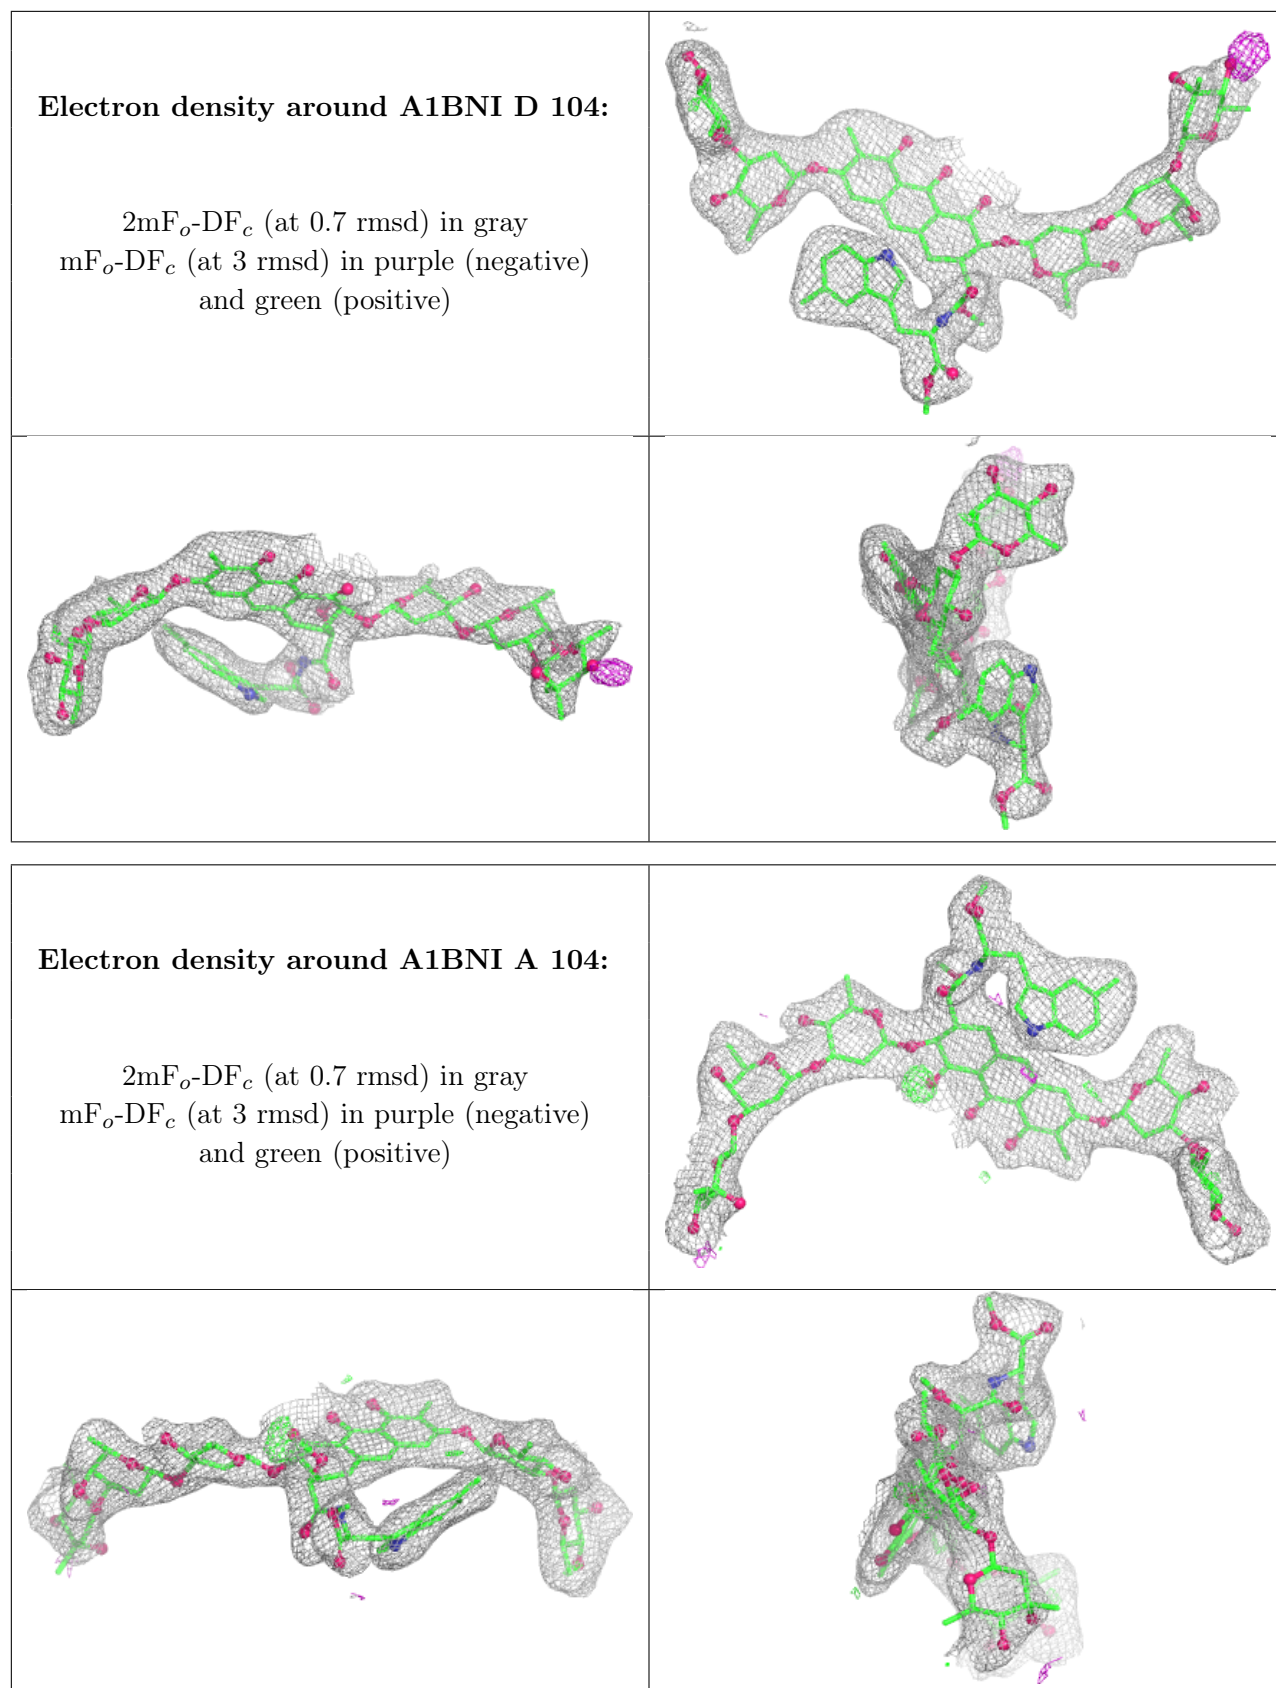 Electron density around A1BNI D 104:
2mFo-DFc (at 0.7 rmsd) in gray
mFo-DFc (at 3 rmsd) in purple (negative)
and green (positive)
Electron density around A1BNI A 104:
2mFo-DFc (at 0.7 rmsd) in gray
mFo-DFc (at 3 rmsd) in purple (negative)
and green (positive)